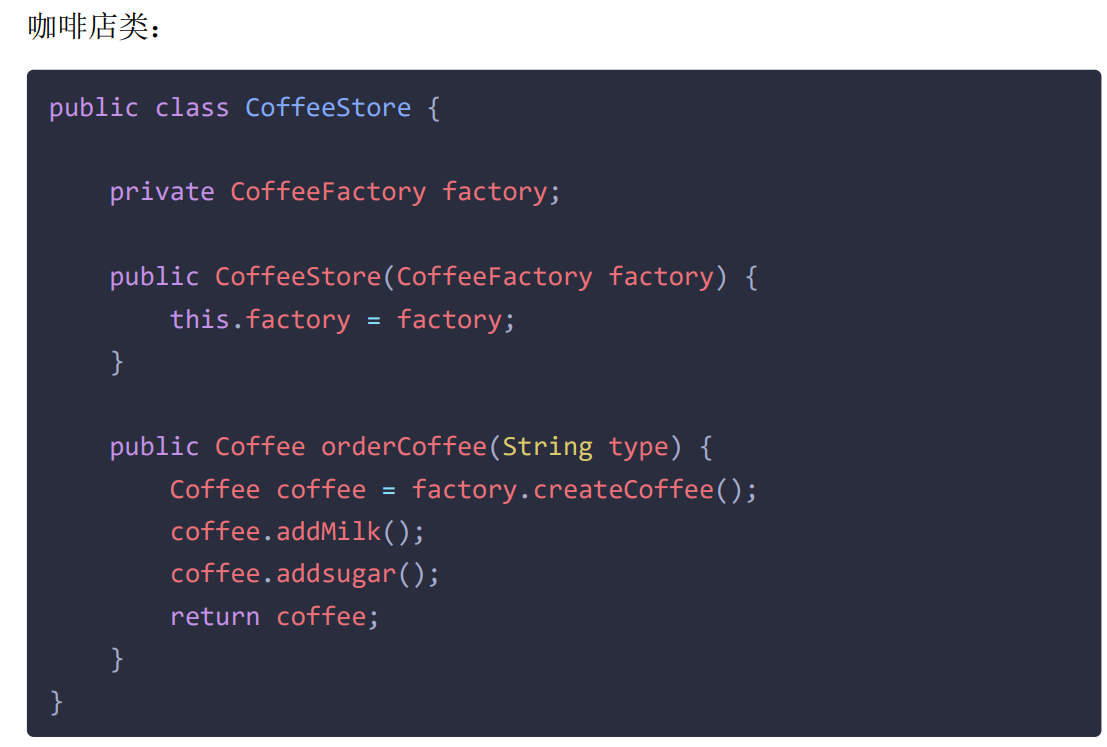 咖啡店类：
public class CoffeeStore {
    private CoffeeFactory factory;
    public CoffeeStore(CoffeeFactory factory) {
        this.factory = factory;
    }
    public Coffee orderCoffee(String type) {
        Coffee coffee = factory.createCoffee();
        coffee.addMilk();
        coffee.addsugar();
        return coffee;
    }
}